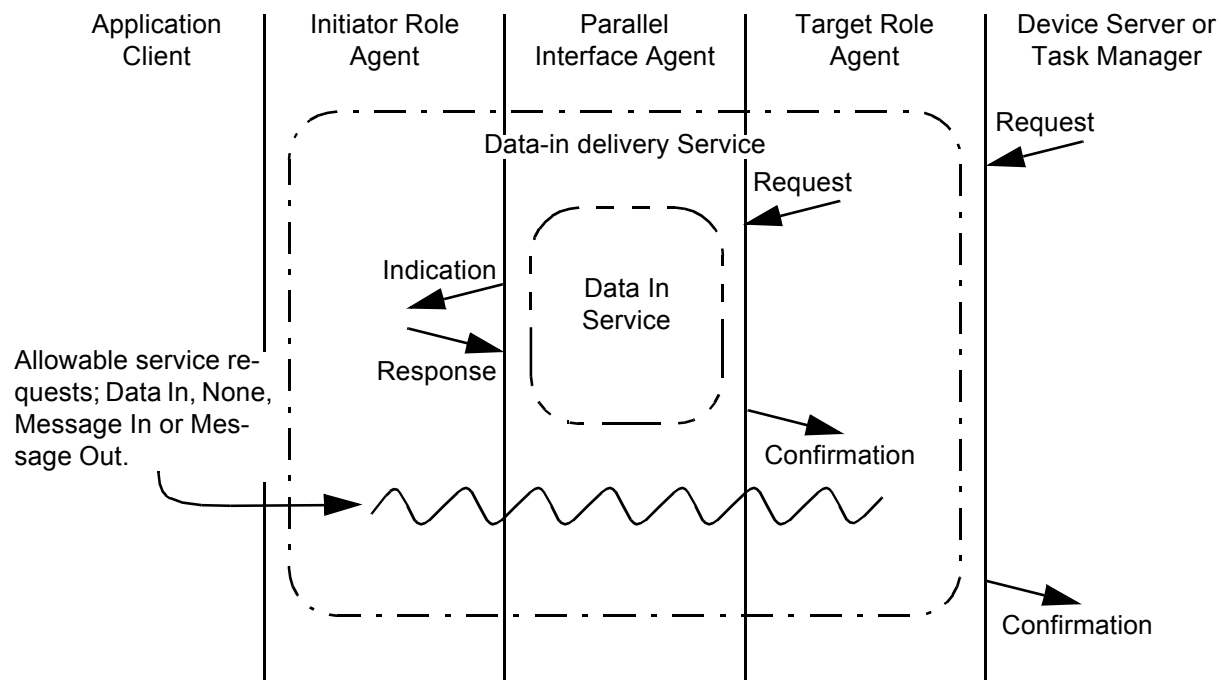 Application
Client
Initiator Role
Agent
Parallel
Interface Agent
Target Role
Agent
Device Server or
Task Manager
Request
Data-in delivery Service
Request
Indication
Data In
Service
Response
Allowable service re-
quests; Data In, None,
Message In or Mes-
sage Out.
Confirmation
Confirmation